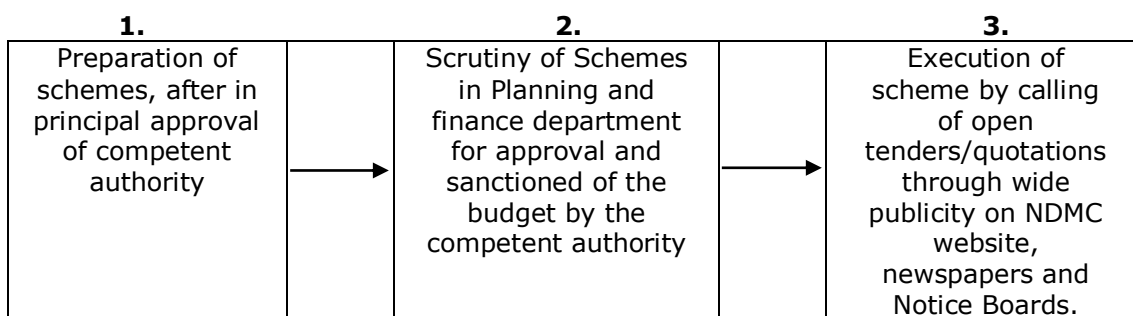 1.
Preparation of
schemes, after in
principal approval
of competent
authority
2.
Scrutiny of Schemes
in Planning and
finance department
for approval and
sanctioned of the
budget by the
competent authority
3.
Execution of
scheme by calling
of open
tenders/quotations
through wide
publicity on NDMC
website,
newspapers and
Notice Boards.